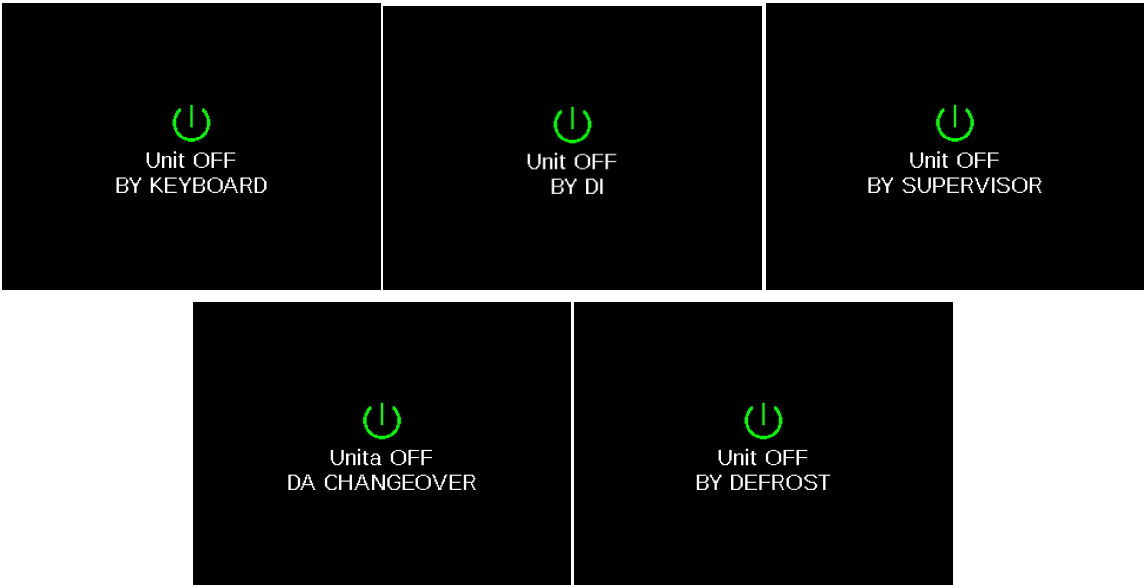 Unit OFF
BY KEYBOARD
Unit OFF
BY DI
Unit OFF
BY SUPERVISOR
Unita OFF
DA CHANGEOVER
Unit OFF
BY DEFROST